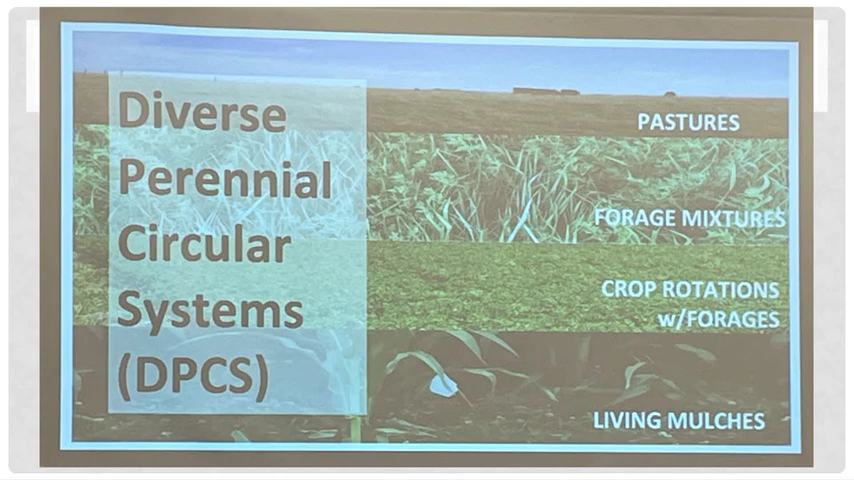 Diverse
Perennial
Circular
Systems
(DPCS)
PASTURES
FORAGE MIXTURES
CROP ROTATIONS
w/FORAGES
LIVING MULCHES